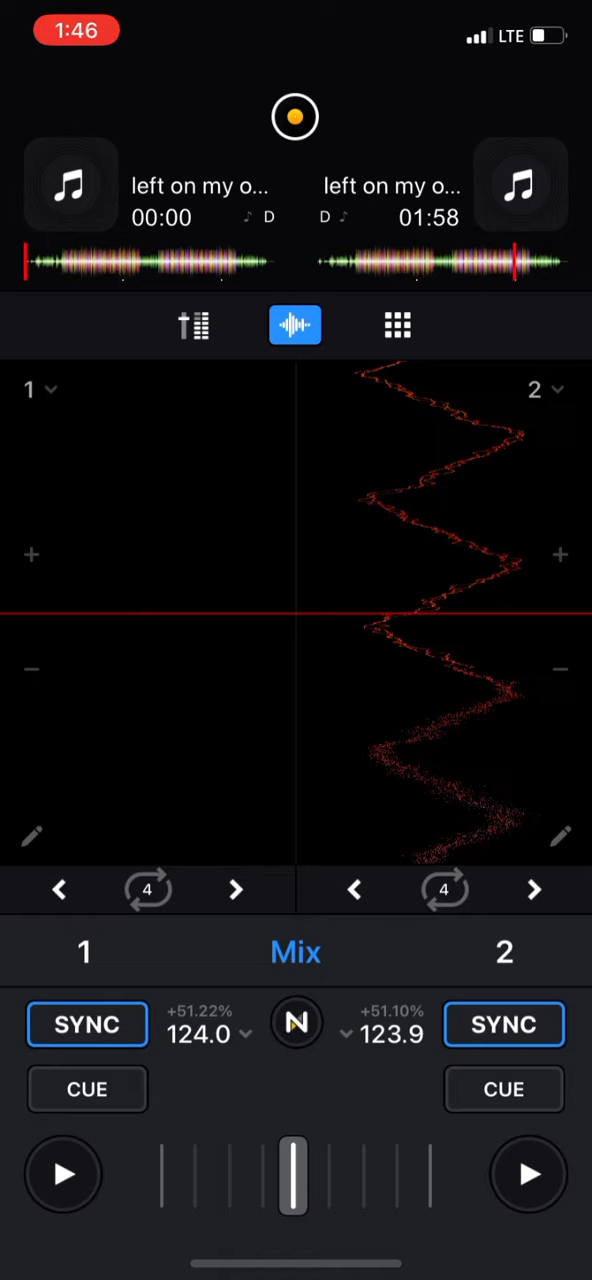 1:46
LTE
left on my o...
left on my o...
00:00
D
D
01:58
1
2
+
+
−
−
4
4
1
Mix
2
SYNC
+51.22%
124.0
N
+51.10%
123.9
SYNC
CUE
CUE